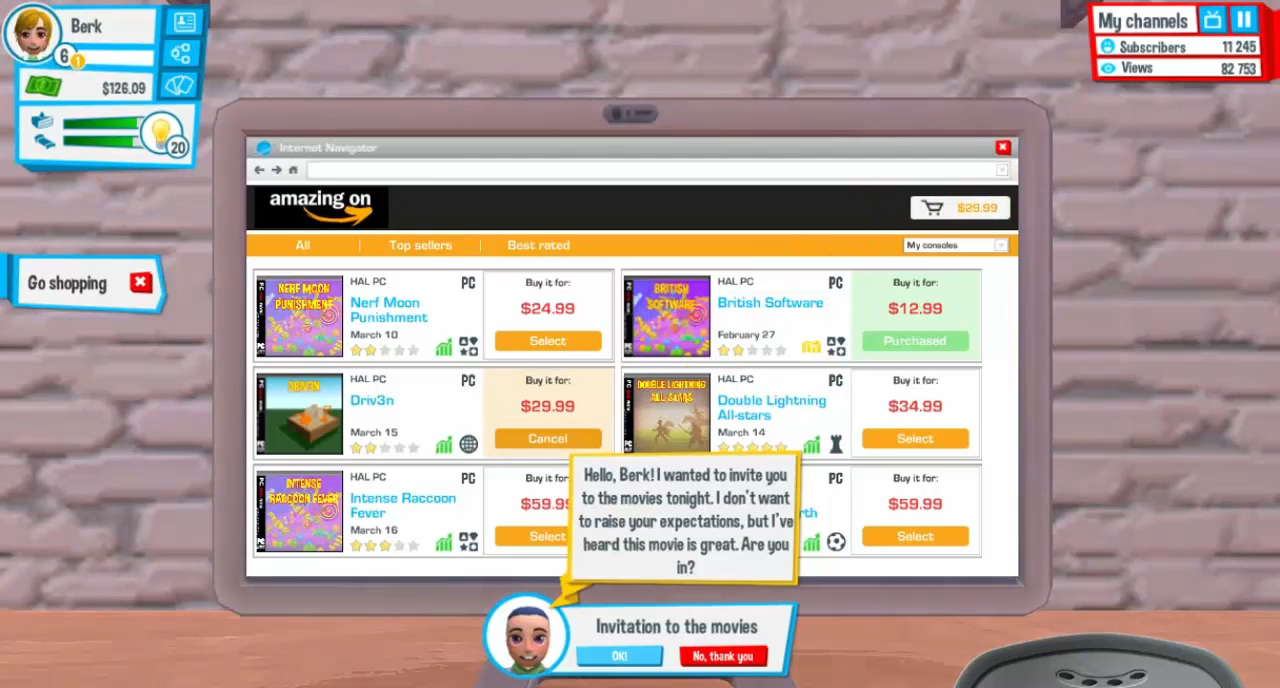 Berk
6
1
$126.09
20
My channels
Subscribers 11 245
Views 82 753
Go shopping
Internet Navigator
amazing on
$29.99
All
Top sellers
Best rated
My consoles
NERF MOON
PUNISHMENT
HAL PC
PC
Nerf Moon
Punishment
March 10
Buy it for:
$24.99
Select
BRITISH
SOFTWARE
HAL PC
PC
British Software
February 27
Buy it for:
$12.99
Purchased
DRIV3N
HAL PC
PC
Driv3n
March 15
Buy it for:
$29.99
Cancel
DOUBLE LIGHTNING
ALL-STARS
HAL PC
PC
Double Lightning
All-stars
March 14
Buy it for:
$34.99
Select
INTENSE
RACCOON FEVER
HAL PC
PC
Intense Raccoon
Fever
March 16
Buy it for:
$59.99
Select
PC
rth
Buy it for:
$59.99
Select
Hello, Berk! I wanted to invite you
to the movies tonight. I don't want
to raise your expectations, but I've
heard this movie is great. Are you
in?
Invitation to the movies
OK!
No, thank you